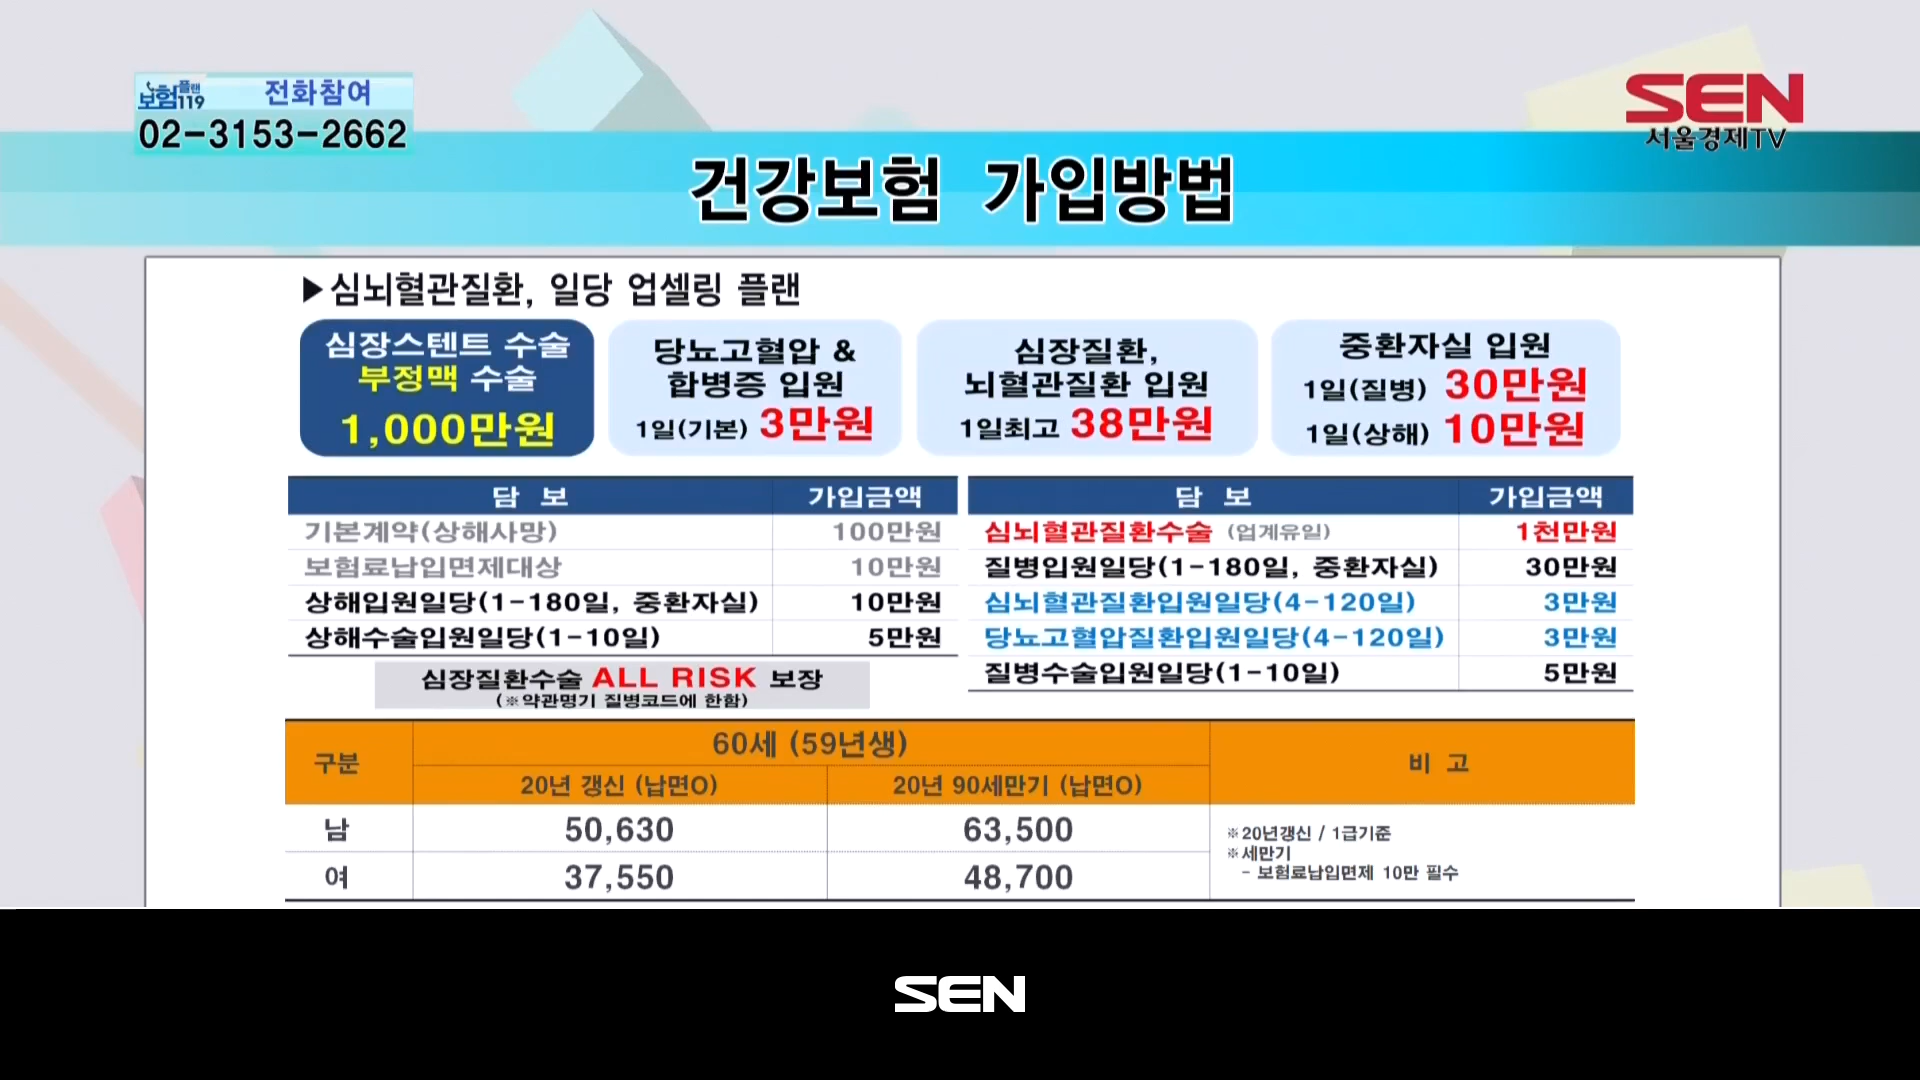 보험플랜119 전화참여
02-3153-2662
SEN
서울경제TV
건강보험 가입방법
▶심뇌혈관질환, 일당 업셀링 플랜
심장스텐트 수술
부정맥 수술
1,000만원
당뇨고혈압 &
합병증 입원
1일(기본) 3만원
심장질환,
뇌혈관질환 입원
1일최고 38만원
중환자실 입원
1일(질병) 30만원
1일(상해) 10만원
담 보 가입금액
기본계약(상해사망) 100만원
보험료납입면제대상 10만원
상해입원일당(1-180일, 중환자실) 10만원
상해수술입원일당(1-10일) 5만원
심장질환수술 ALL RISK 보장
(※약관명기 질병코드에 한함)
담 보 가입금액
심뇌혈관질환수술 (업계유일) 1천만원
질병입원일당(1-180일, 중환자실) 30만원
심뇌혈관질환입원일당(4-120일) 3만원
당뇨고혈압질환입원일당(4-120일) 3만원
질병수술입원일당(1-10일) 5만원
구분 60세 (59년생) 비 고
20년 갱신 (납면O) 20년 90세만기 (납면O)
남 50,630 63,500
여 37,550 48,700
※20년갱신 / 1급기준
※세만기
- 보험료납입면제 10만 필수
SEN